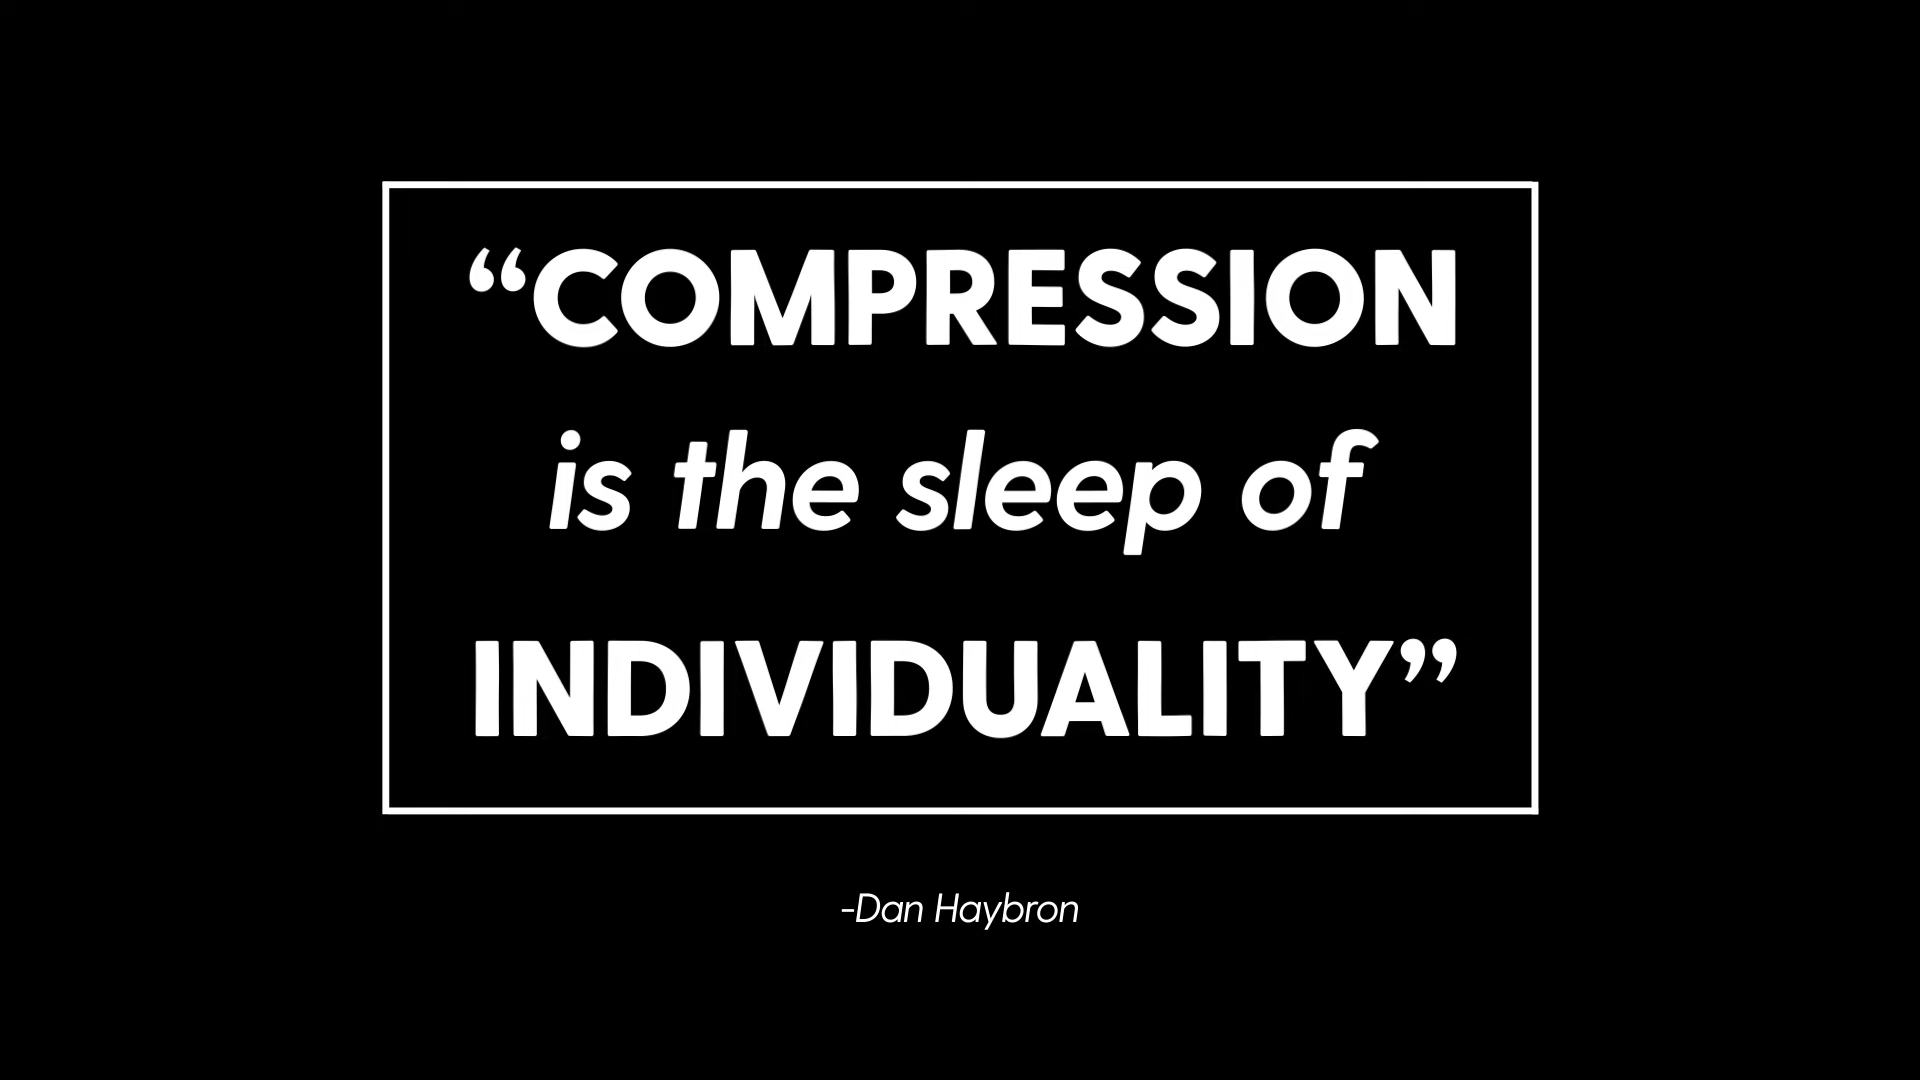 “COMPRESSION
is the sleep of
INDIVIDUALITY”
-Dan Haybron